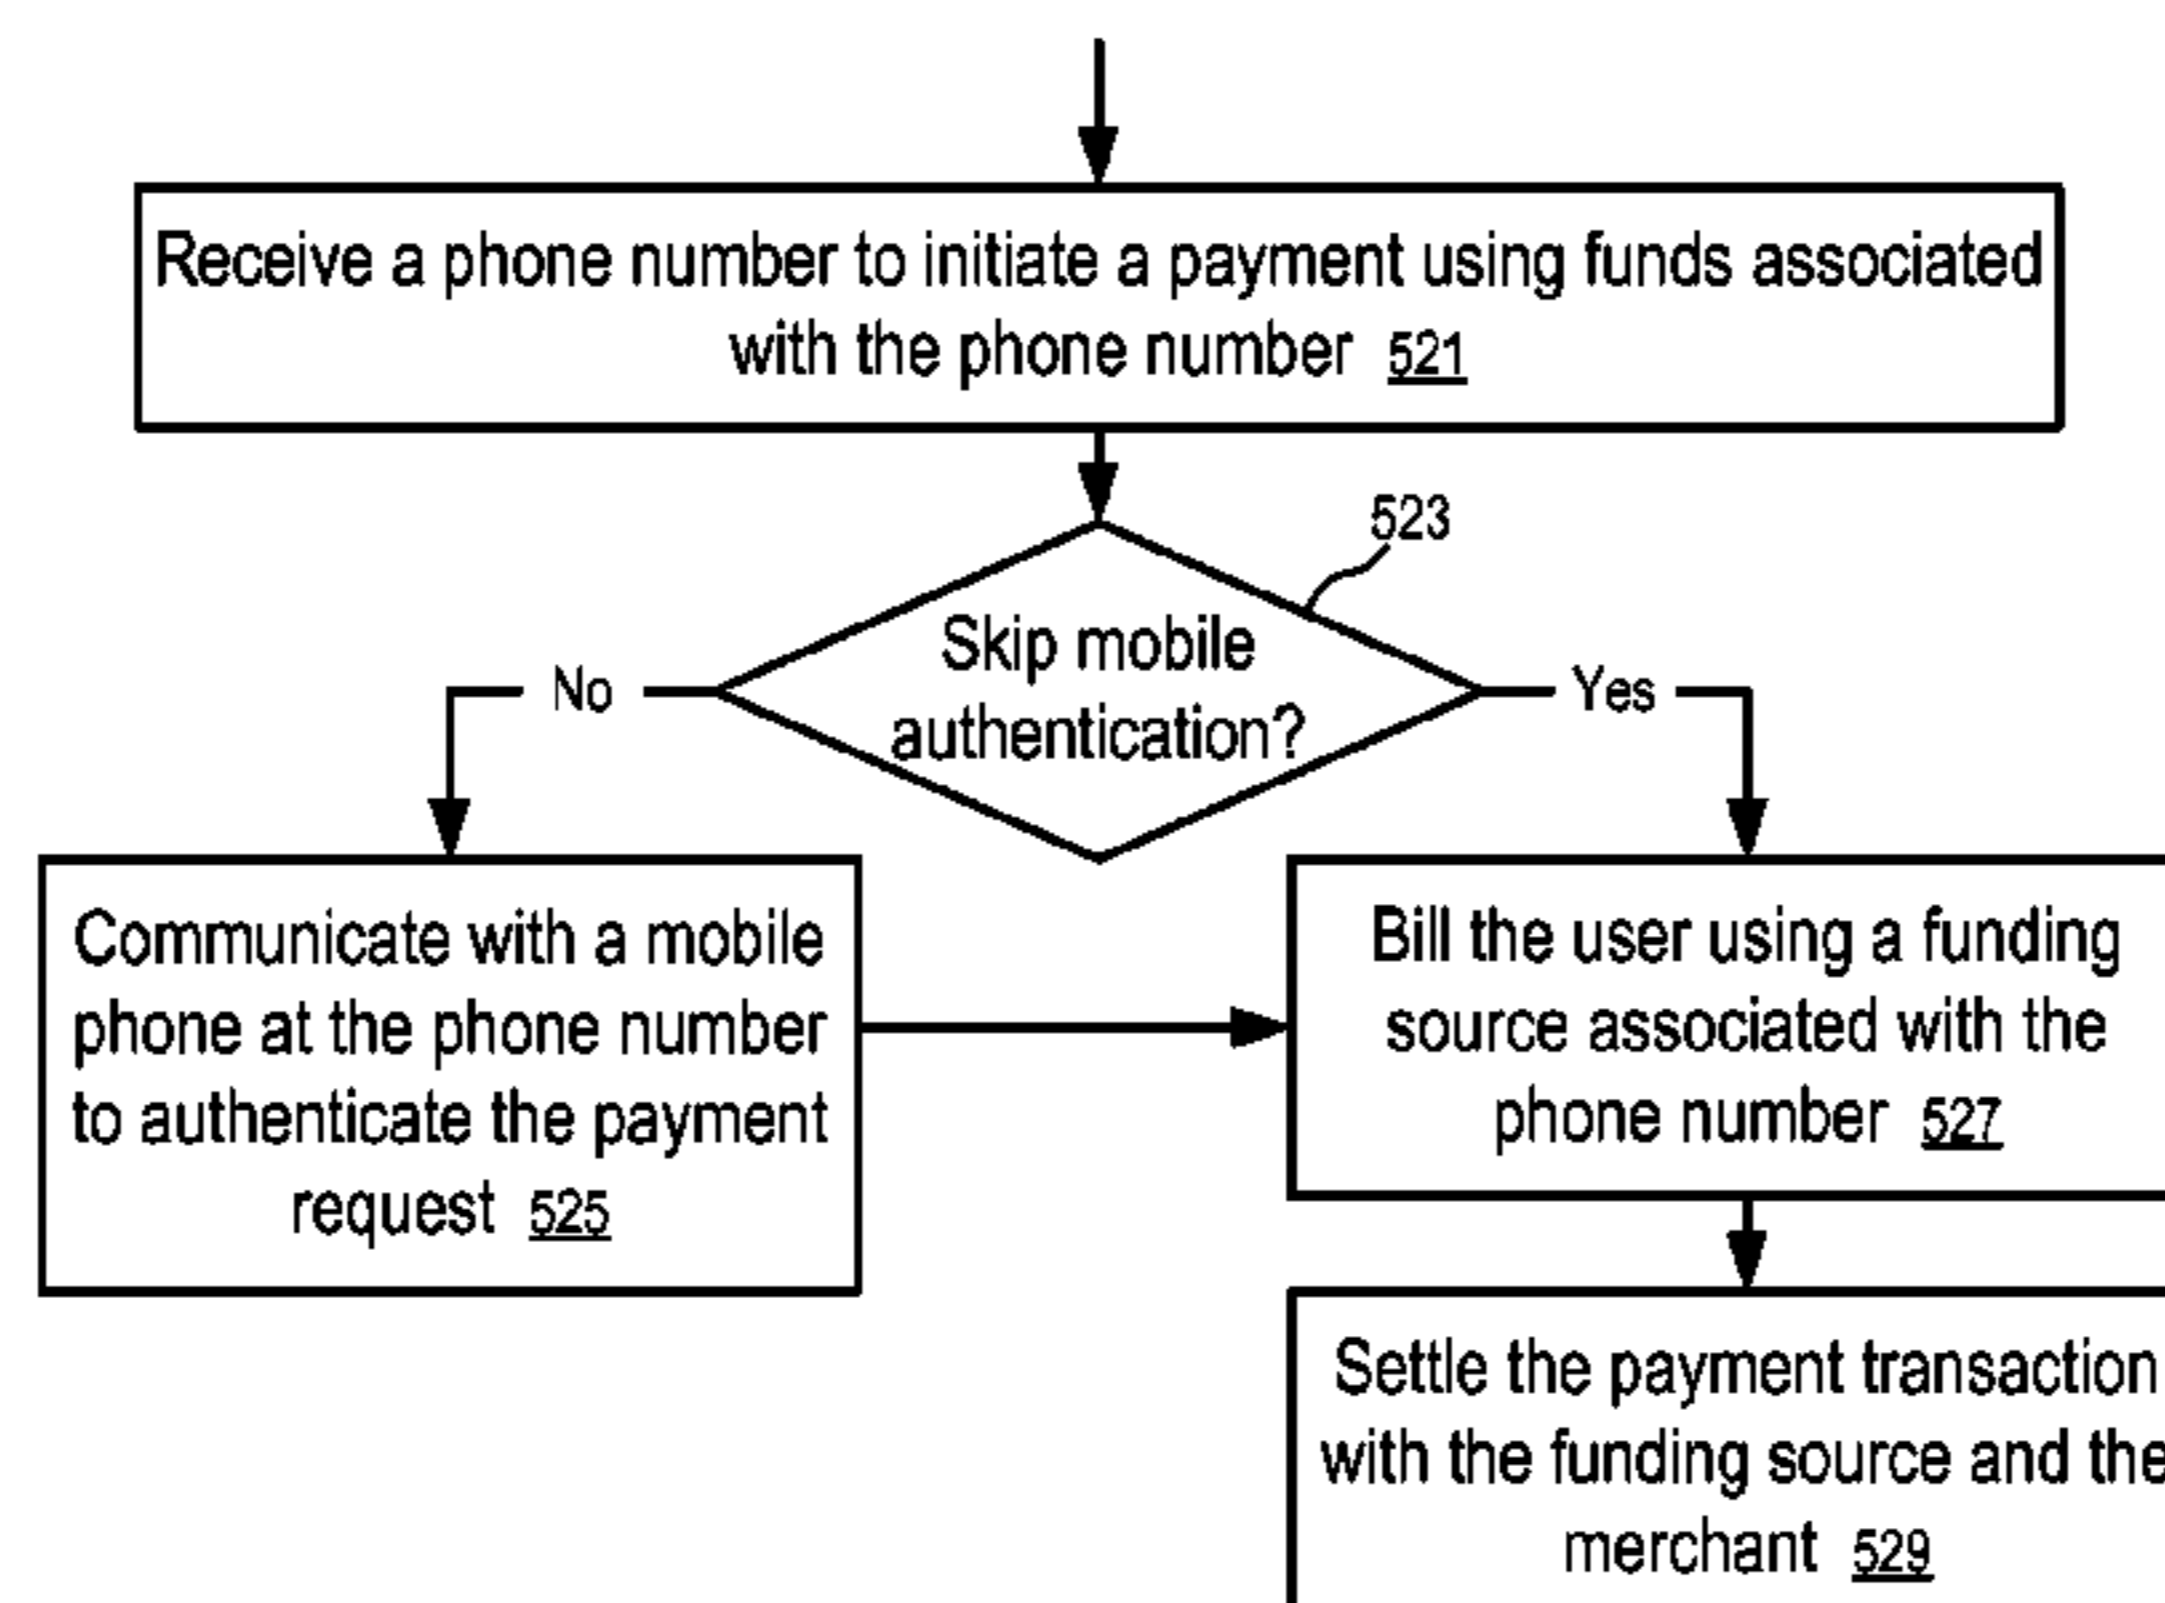 Receive a phone number to initiate a payment using funds associated
with the phone number 521
523
Skip mobile
authentication?
No
Yes
Communicate with a mobile
phone at the phone number
to authenticate the payment
request 525
Bill the user using a funding
source associated with the
phone number 527
Settle the payment transaction
with the funding source and the
merchant 529